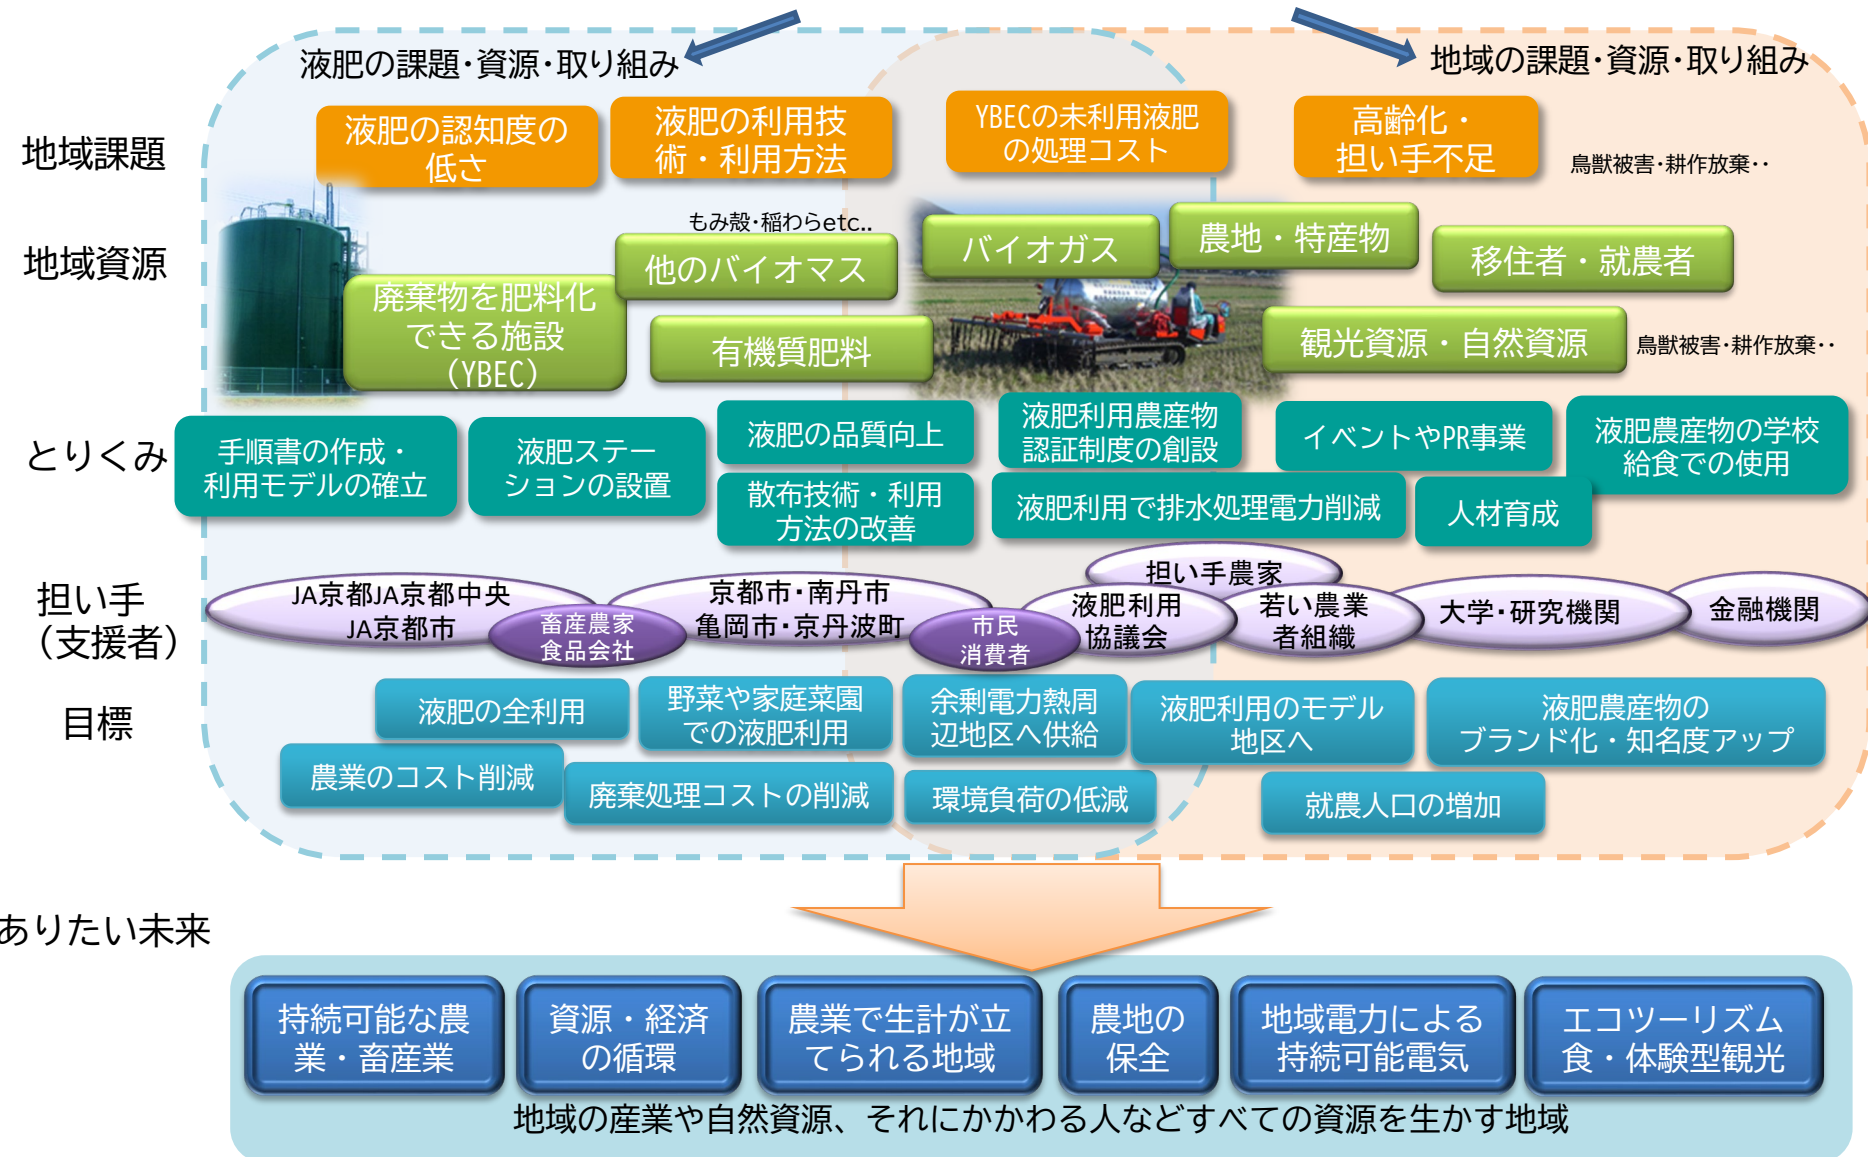 液肥の課題・資源・取り組み
地域の課題・資源・取り組み
地域課題
液肥の認知度の
低さ
液肥の利用技
術・利用方法
YBECの未利用液肥
の処理コスト
高齢化・
担い手不足
鳥獣被害・耕作放棄・・
地域資源
もみ殻・稲わらetc..
廃棄物を肥料化
できる施設
(YBEC)
他のバイオマス
有機質肥料
バイオガス
農地・特産物
移住者・就農者
観光資源・自然資源
鳥獣被害・耕作放棄・・
とりくみ
手順書の作成・
利用モデルの確立
液肥ステー
ションの設置
液肥の品質向上
散布技術・利用
方法の改善
液肥利用農産物
認証制度の創設
液肥利用で排水処理電力削減
イベントやPR事業
人材育成
液肥農産物の学校
給食での使用
担い手
(支援者)
JA京都JA京都中央
JA京都市
畜産農家
食品会社
京都市・南丹市
亀岡市・京丹波町
市民
消費者
担い手農家
液肥利用
協議会
若い農業
者組織
大学・研究機関
金融機関
目標
液肥の全利用
農業のコスト削減
野菜や家庭菜園
での液肥利用
廃棄処理コストの削減
余剰電力熱周
辺地区へ供給
環境負荷の低減
液肥利用のモデル
地区へ
液肥農産物の
ブランド化・知名度アップ
就農人口の増加
ありたい未来
持続可能な農
業・畜産業
資源・経済
の循環
農業で生計が立
てられる地域
農地の
保全
地域電力による
持続可能電気
エコツーリズム
食・体験型観光
地域の産業や自然資源、それにかかわる人などすべての資源を生かす地域